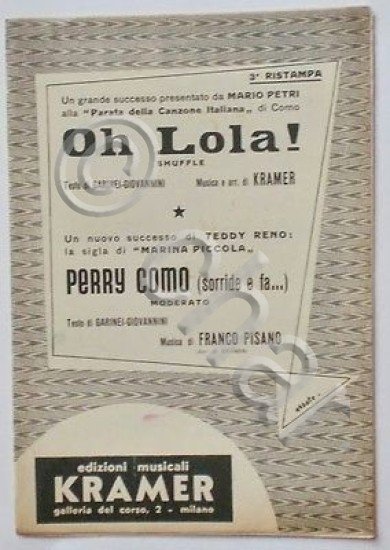 3ª RISTAMPA
Un grande successo presentato da MARIO PETRI
alla "Parata della Canzone Italiana„ di Como
Oh Lola!
SHUFFLE
Testo di GARINEI-GIOVANNINI Musica e arr. di KRAMER
★
Un nuovo successo di TEDDY RENO:
la sigla di "MARINA PICCOLA„
PERRY COMO (sorride e fa...)
MODERATO
Testo di GARINEI-GIOVANNINI
Musica di FRANCO PISANO
edizioni musicali
KRAMER
galleria del corso, 2 - milano